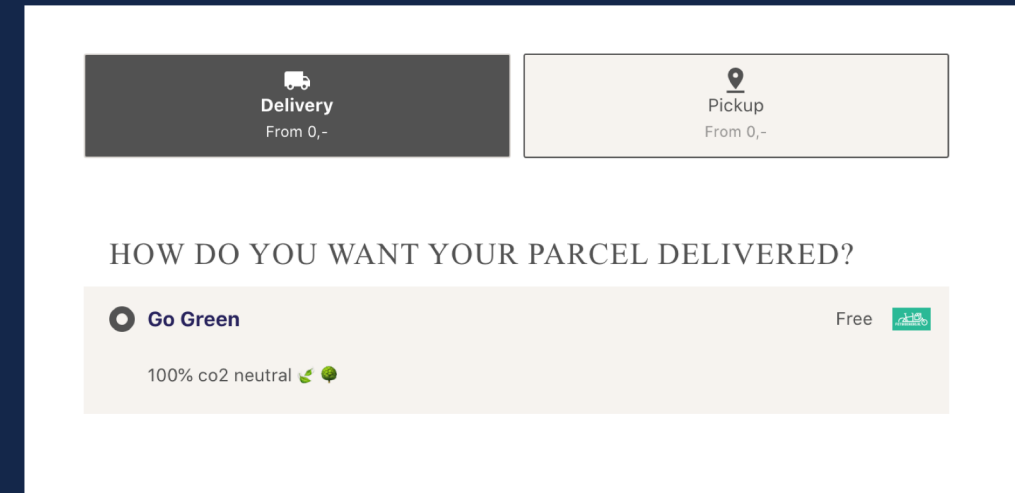 Delivery
From 0,-
Pickup
From 0,-
HOW DO YOU WANT YOUR PARCEL DELIVERED?
Go Green
Free
100% co2 neutral 🍃 🌳